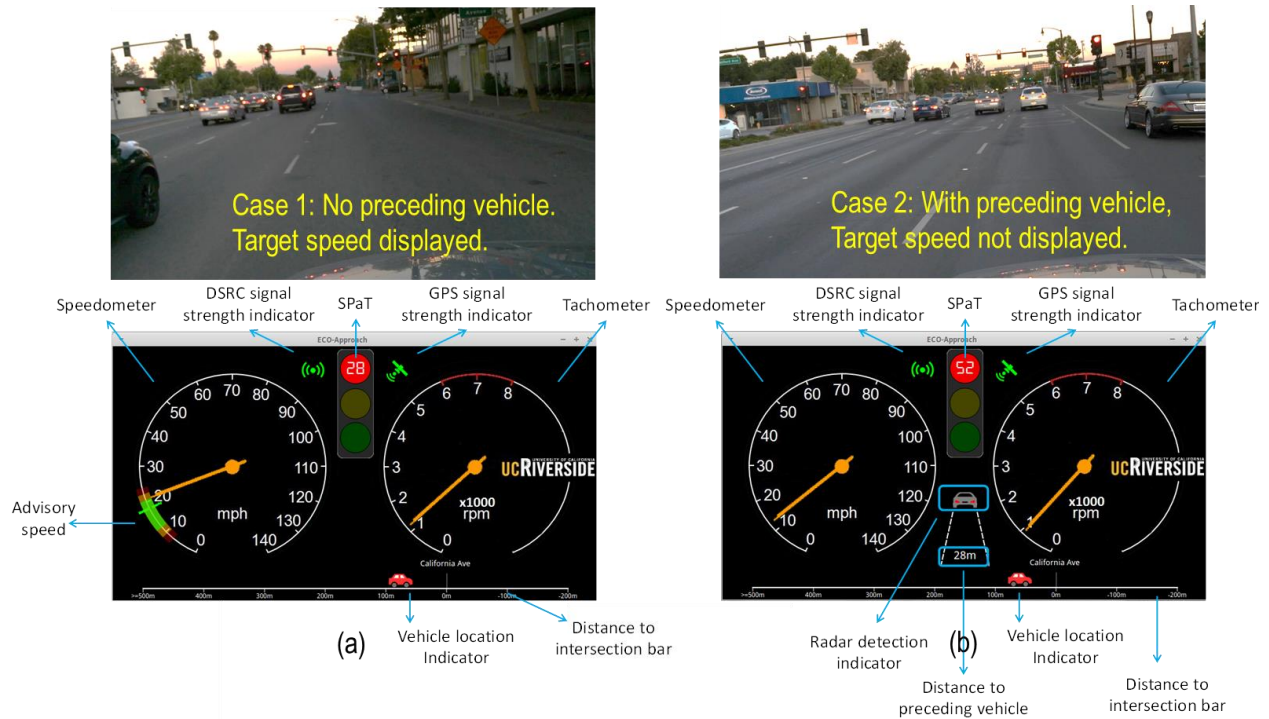 Case 1: No preceding vehicle.
Target speed displayed.
Speedometer
DSRC signal
strength indicator
SPaT
GPS signal
strength indicator
Tachometer
ECO-Approach
28
0
10
20
30
40
50
60
70
80
90
100
110
120
130
140
mph
1
2
3
4
5
6
7
8
x1000
rpm
UNIVERSITY OF CALIFORNIA
UCRIVERSIDE
Advisory
speed
California Ave
>=500m 400m 300m 200m 100m 0m -100m -200m
(a)
Vehicle location
Indicator
Distance to
intersection bar
Case 2: With preceding vehicle,
Target speed not displayed.
Speedometer
DSRC signal
strength indicator
SPaT
GPS signal
strength indicator
Tachometer
ECO-Approach
52
0
10
20
30
40
50
60
70
80
90
100
110
120
130
140
mph
1
2
3
4
5
6
7
8
x1000
rpm
UNIVERSITY OF CALIFORNIA
UCRIVERSIDE
28m
California Ave
>=500m 400m 300m 200m 100m 0m -100m -200m
Radar detection
indicator
(b)
Vehicle location
Indicator
Distance to
preceding vehicle
Distance to
intersection bar